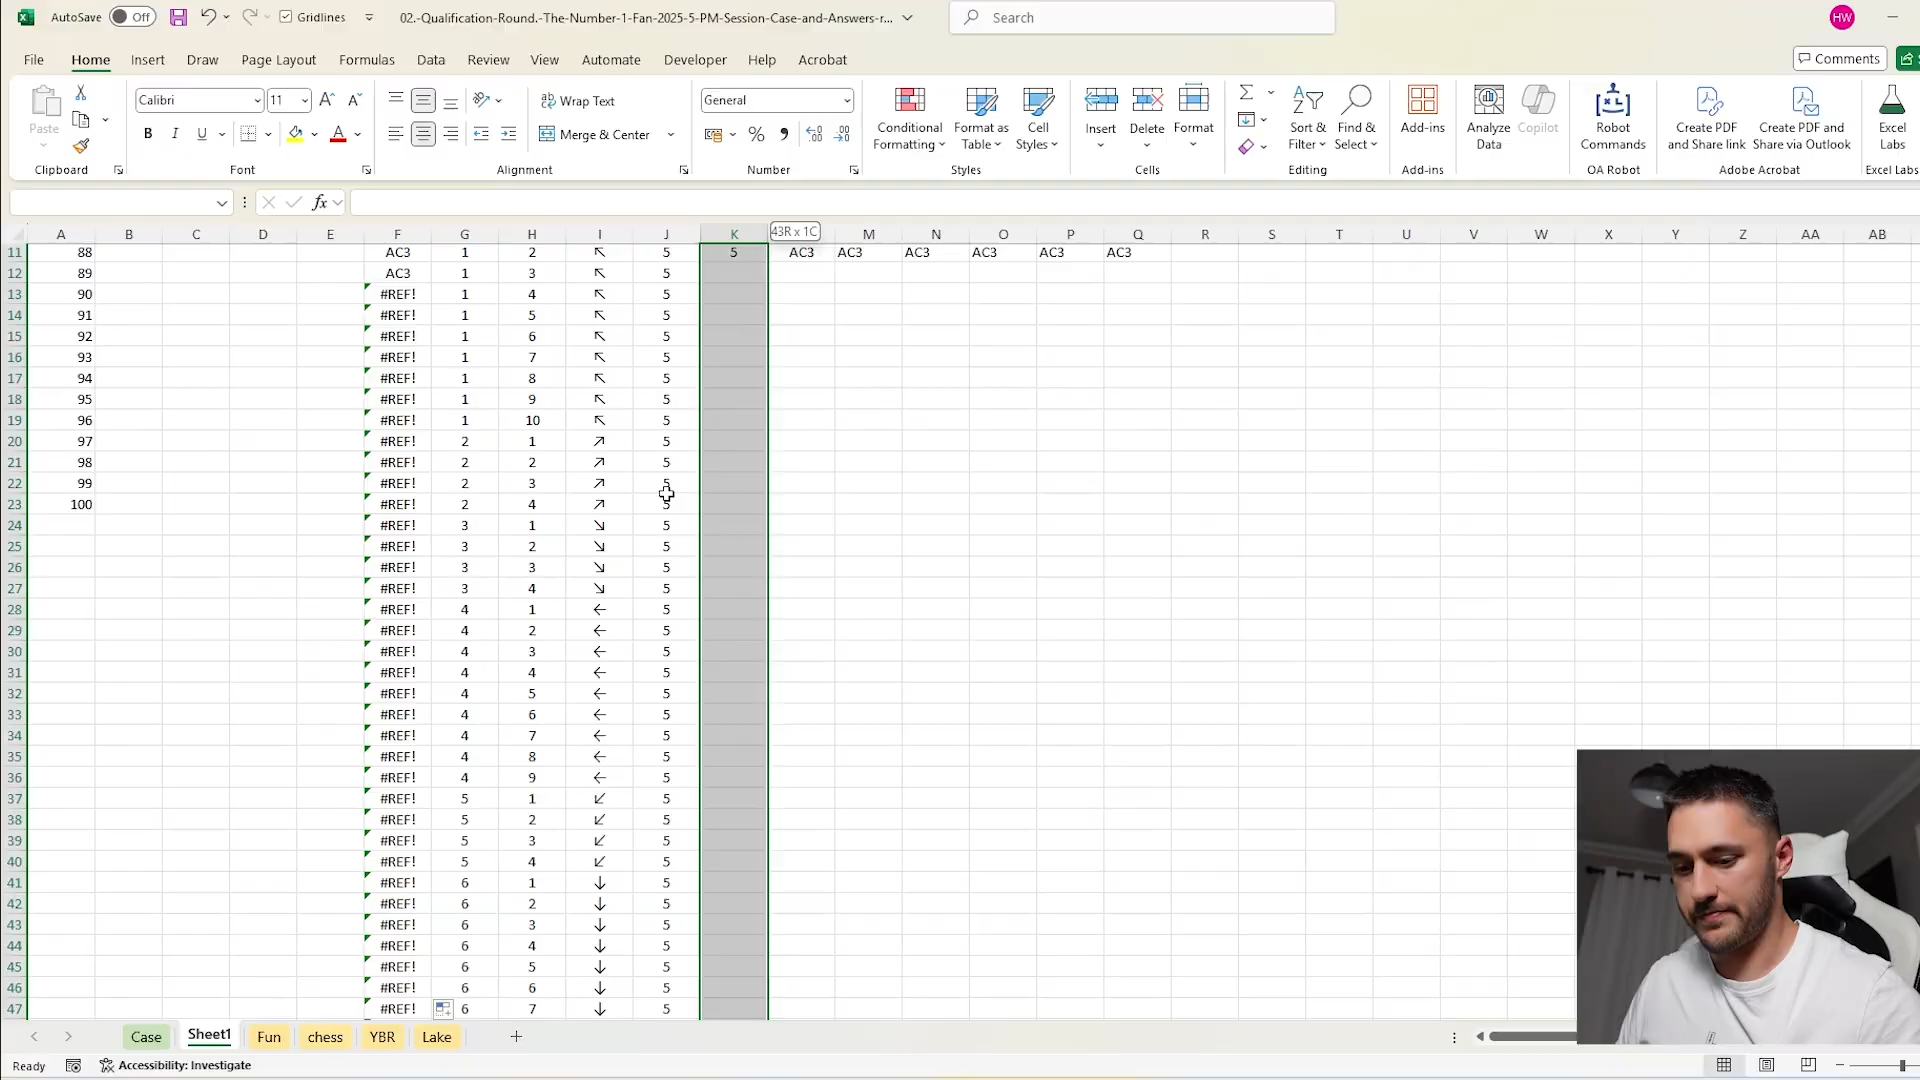 AutoSave Off Gridlines 02.-Qualification-Round.-The-Number-1-Fan-2025-5-PM-Session-Case-and-Answers-r... Search HW
File Home Insert Draw Page Layout Formulas Data Review View Automate Developer Help Acrobat Comments
Paste Calibri 11 A A Wrap Text General Conditional Formatting Format as Table Cell Styles Insert Delete Format Sort & Filter Find & Select Add-ins Analyze Data Copilot Robot Commands Create PDF and Share link Create PDF and Share via Outlook Excel Labs
B I U A Merge & Center %
Clipboard Font Alignment Number Styles Cells Editing Add-ins OA Robot Adobe Acrobat Excel Labs
fx
A B C D E F G H I J K 43R x 1C M N O P Q R S T U V W X Y Z AA AB
11 88 AC3 1 2 ↖ 5 5 AC3 AC3 AC3 AC3 AC3 AC3
12 89 AC3 1 3 ↖ 5
13 90 #REF! 1 4 ↖ 5
14 91 #REF! 1 5 ↖ 5
15 92 #REF! 1 6 ↖ 5
16 93 #REF! 1 7 ↖ 5
17 94 #REF! 1 8 ↖ 5
18 95 #REF! 1 9 ↖ 5
19 96 #REF! 1 10 ↖ 5
20 97 #REF! 2 1 ↗ 5
21 98 #REF! 2 2 ↗ 5
22 99 #REF! 2 3 ↗ 5
23 100 #REF! 2 4 ↗ 5
24 #REF! 3 1 ↘ 5
25 #REF! 3 2 ↘ 5
26 #REF! 3 3 ↘ 5
27 #REF! 3 4 ↘ 5
28 #REF! 4 1 ← 5
29 #REF! 4 2 ← 5
30 #REF! 4 3 ← 5
31 #REF! 4 4 ← 5
32 #REF! 4 5 ← 5
33 #REF! 4 6 ← 5
34 #REF! 4 7 ← 5
35 #REF! 4 8 ← 5
36 #REF! 4 9 ← 5
37 #REF! 5 1 ↙ 5
38 #REF! 5 2 ↙ 5
39 #REF! 5 3 ↙ 5
40 #REF! 5 4 ↙ 5
41 #REF! 6 1 ↓ 5
42 #REF! 6 2 ↓ 5
43 #REF! 6 3 ↓ 5
44 #REF! 6 4 ↓ 5
45 #REF! 6 5 ↓ 5
46 #REF! 6 6 ↓ 5
47 #REF! 6 7 ↓ 5
Case Sheet1 Fun chess YBR Lake
Ready Accessibility: Investigate